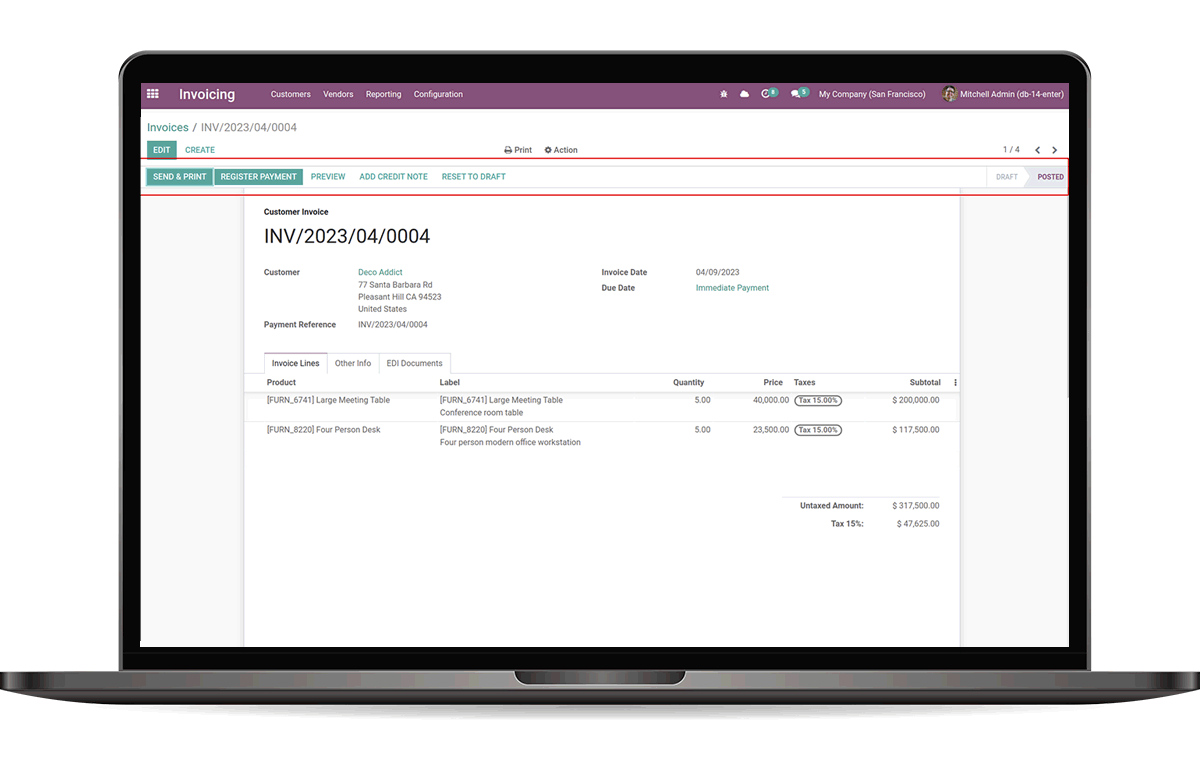 Invoicing Customers Vendors Reporting Configuration 8 5 My Company (San Francisco) Mitchell Admin (db-14-enter)
Invoices / INV/2023/04/0004
EDIT CREATE Print Action 1 / 4
SEND & PRINT REGISTER PAYMENT PREVIEW ADD CREDIT NOTE RESET TO DRAFT DRAFT POSTED
Customer Invoice
INV/2023/04/0004
Customer Deco Addict Invoice Date 04/09/2023
77 Santa Barbara Rd Due Date Immediate Payment
Pleasant Hill CA 94523
United States
Payment Reference INV/2023/04/0004
Invoice Lines Other Info EDI Documents
Product Label Quantity Price Taxes Subtotal
[FURN_6741] Large Meeting Table [FURN_6741] Large Meeting Table 5.00 40,000.00 Tax 15.00% $ 200,000.00
Conference room table
[FURN_8220] Four Person Desk [FURN_8220] Four Person Desk 5.00 23,500.00 Tax 15.00% $ 117,500.00
Four person modern office workstation
Untaxed Amount: $ 317,500.00
Tax 15%: $ 47,625.00